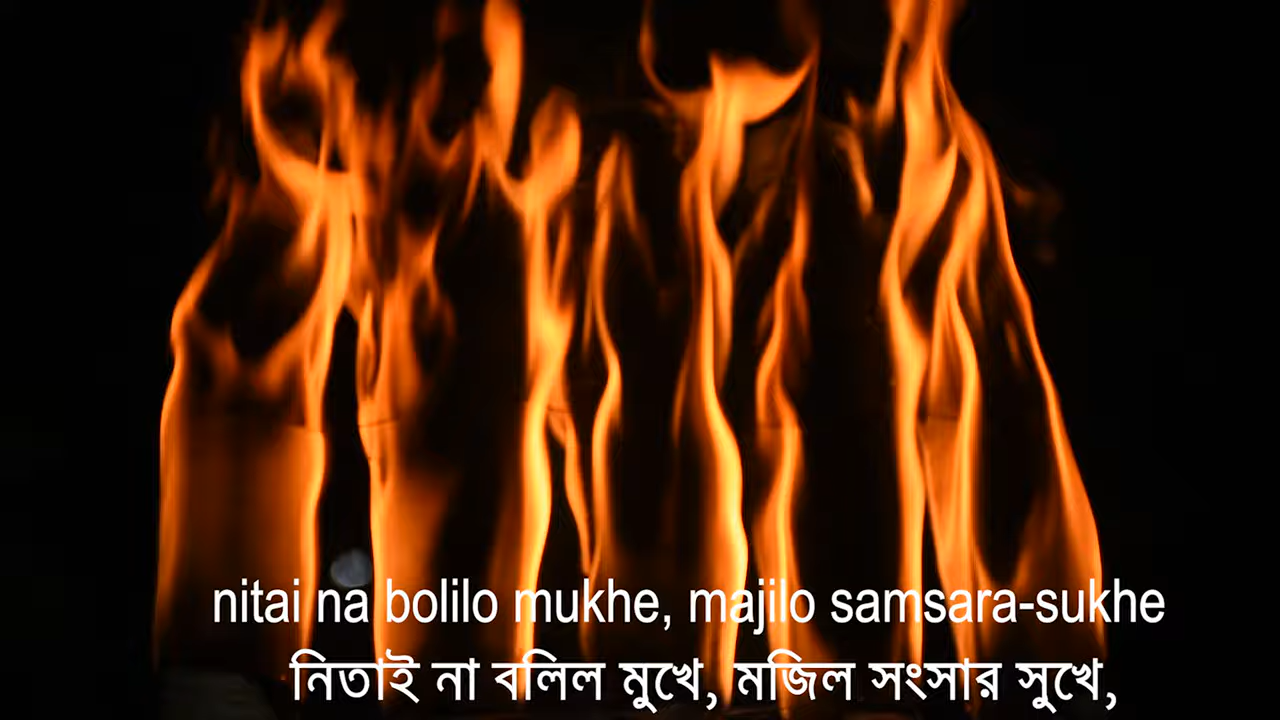 nitai na bolilo mukhe, majilo samsara-sukhe
নিতাই না বলিল মুখে, মজিল সংসার সুখে,